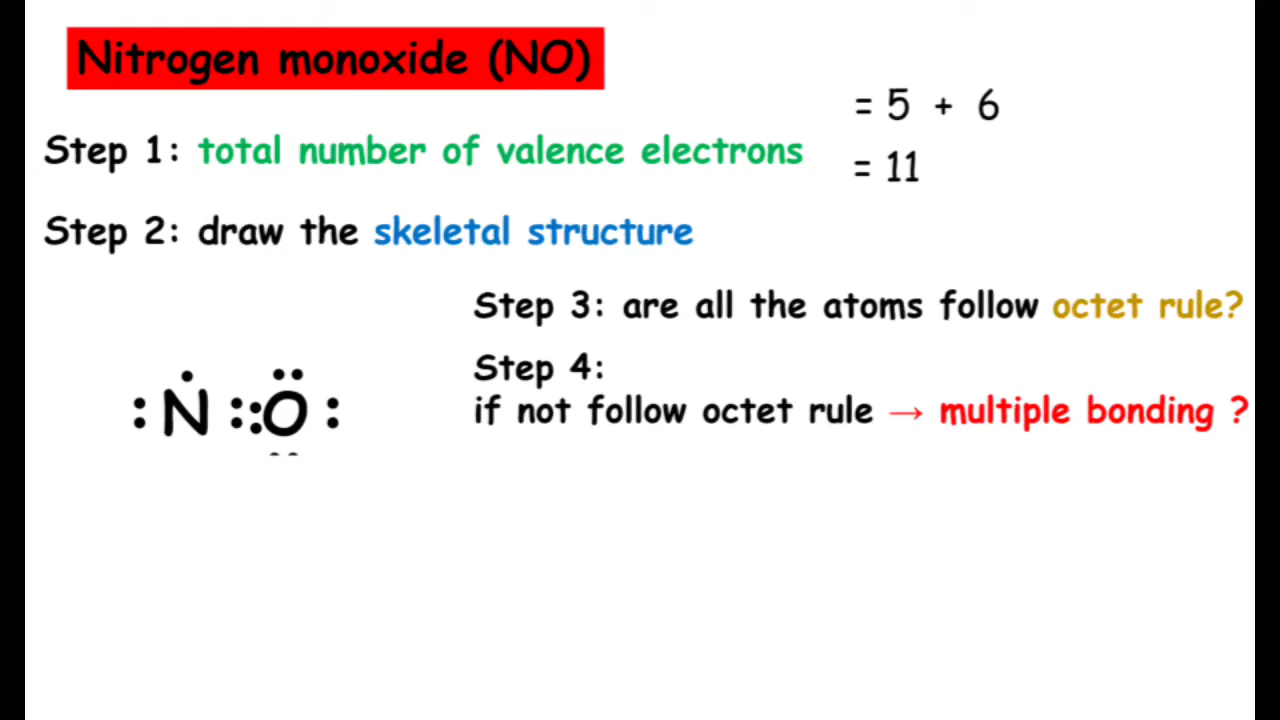 Nitrogen monoxide (NO)
= 5 + 6
Step 1: total number of valence electrons
= 11
Step 2: draw the skeletal structure
Step 3: are all the atoms follow octet rule?
Step 4:
if not follow octet rule → multiple bonding ?
N O